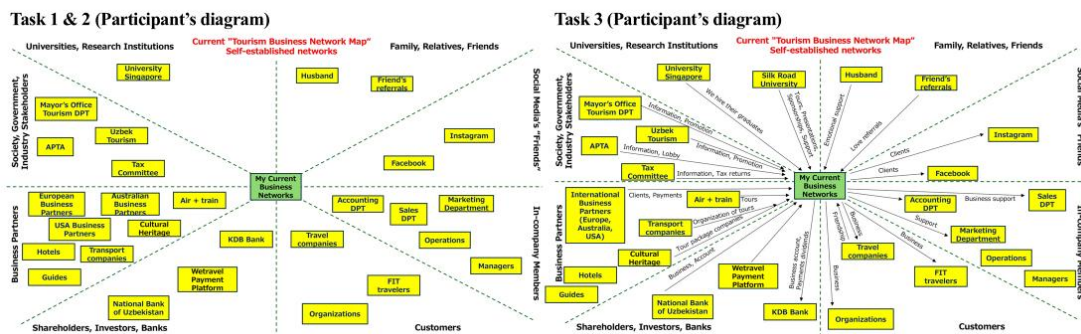 Task 1 & 2 (Participant's diagram)
Universities, Research Institutions
Current "Tourism Business Network Map"
Self-established networks
Family, Relatives, Friends
Society, Government,
Industry Stakeholders
Social Media's "Friends"
University
Singapore
Husband
Friend's
referrals
Mayor's Office
Tourism DPT
Uzbek
Tourism
APTA
Tax
Committee
Instagram
Facebook
My Current
Business
Networks
Business Partners
In-company Members
European
Business
Partners
Australian
Business
Partners
Air + train
USA Business
Partners
Cultural
Heritage
Hotels
Transport
companies
Guides
KDB Bank
Wetravel
Payment
Platform
National Bank
of Uzbekistan
Accounting
DPT
Sales
DPT
Marketing
Department
Travel
companies
Operations
Managers
FIT
travelers
Organizations
Shareholders, Investors, Banks
Customers
Task 3 (Participant's diagram)
Universities, Research Institutions
Current "Tourism Business Network Map"
Self-established networks
Family, Relatives, Friends
Society, Government,
Industry Stakeholders
University
Singapore
Silk Road
University
Husband
Friend's
referrals
We hire their graduates
Tours, Presentations,
Sponsorships, Support
Emotional support
Love referrals
Mayor's Office
Tourism DPT
Information, Promotion
Uzbek
Tourism
Information, Promotion
APTA
Information, Lobby
Tax
Committee
Information, Tax returns
Instagram
Clients
Facebook
Clients
My Current
Business
Networks
Business Partners
International
Business
Partners
(Europe,
Australia,
USA)
Clients, Payments
Air + train
Tours
Transport
companies
Organization of tours
Cultural
Heritage
Tour package companies
Hotels
Guides
Business, Account
National Bank
of Uzbekistan
Wetravel
Payment
Platform
Business account,
Payments dividends
KDB Bank
Accounting
DPT
Business support
Sales
DPT
Support
Marketing
Department
Operations
Managers
Business
Friendship
Travel
companies
Business
FIT
travelers
Business
Organizations
Shareholders, Investors, Banks
Customers